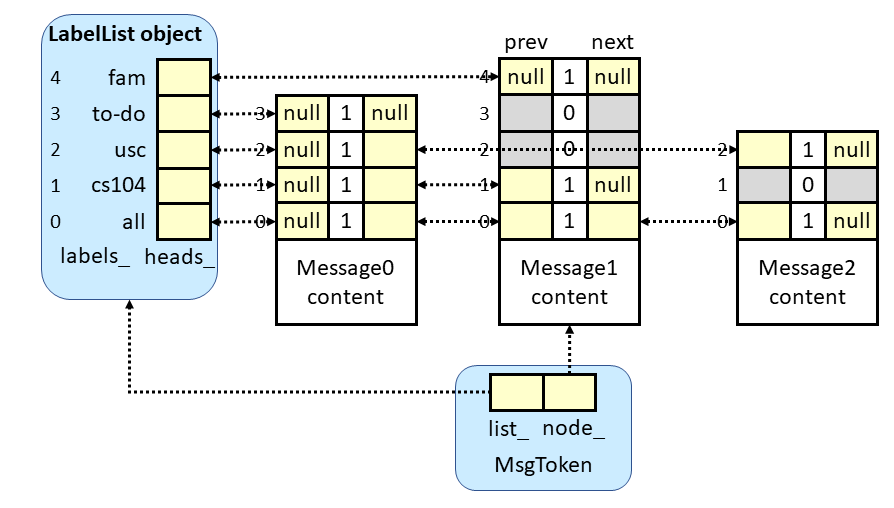 LabelList object
prev next
4 fam 4 null 1 null
3 to-do 3 null 1 null 3 0
2 usc 2 null 1 2 0 2 1 null
1 cs104 1 null 1 1 1 null 1 0
0 all 0 null 1 0 1 0 1 null
labels_ heads_
Message0
content
Message1
content
Message2
content
list_ node_
MsgToken